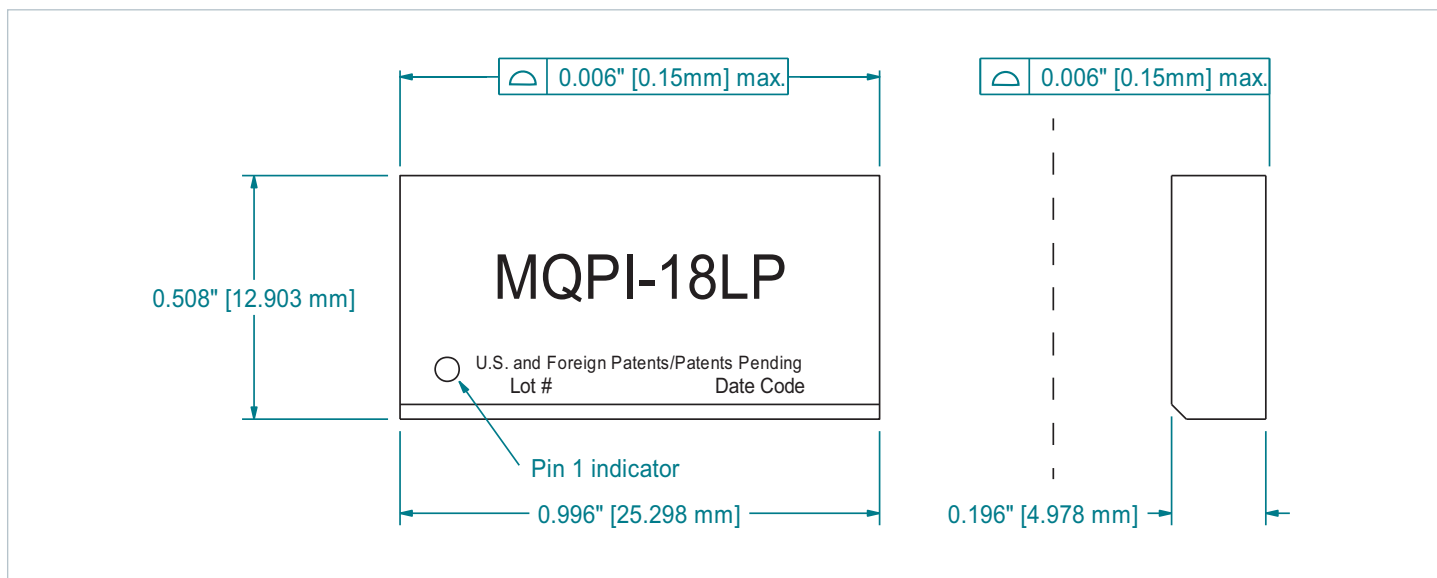 0.006" [0.15mm] max.
0.006" [0.15mm] max.
0.508" [12.903 mm]
MQPI-18LP
U.S. and Foreign Patents/Patents Pending
Lot # Date Code
Pin 1 indicator
0.996" [25.298 mm]
0.196" [4.978 mm]